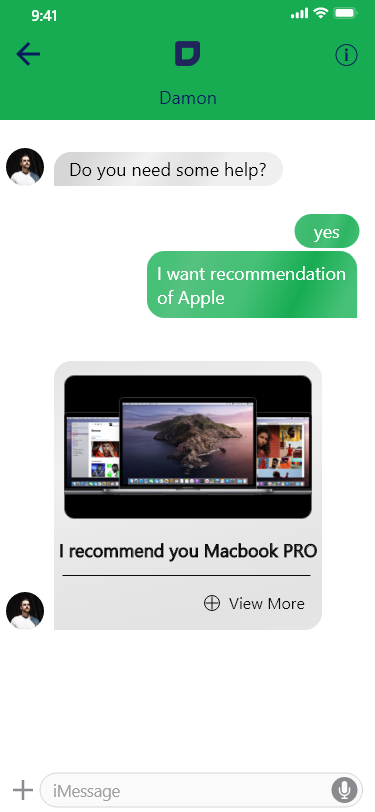 9:41
Damon
Do you need some help?
yes
I want recommendation
of Apple
I recommend you Macbook PRO
View More
iMessage